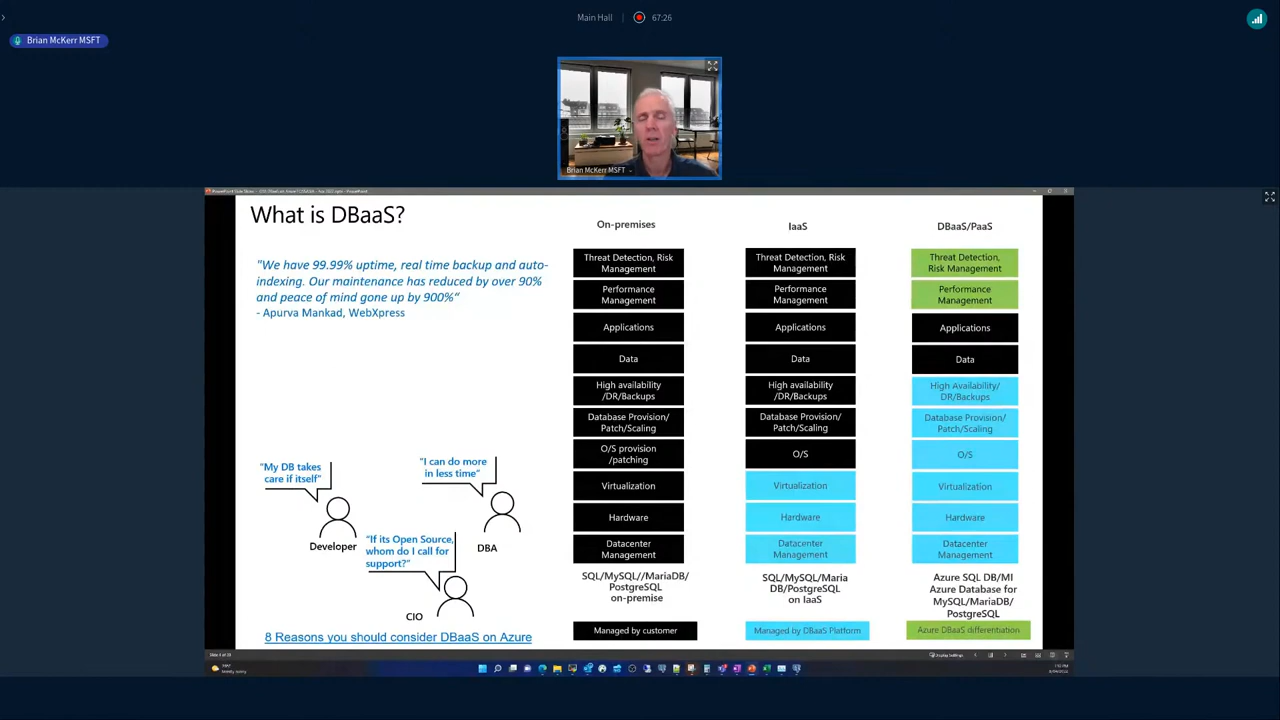 Main Hall
67:26
Brian McKerr MSFT
Brian McKerr MSFT
What is DBaaS?
"We have 99.99% uptime, real time backup and auto-
indexing. Our maintenance has reduced by over 90%
and peace of mind gone up by 900%"
- Apurva Mankad, WebXpress
"My DB takes
care if itself"
Developer
"I can do more
in less time"
DBA
"If its Open Source,
whom do I call for
support?"
CIO
8 Reasons you should consider DBaaS on Azure
On-premises
Threat Detection, Risk
Management
Performance
Management
Applications
Data
High availability
/DR/Backups
Database Provision/
Patch/Scaling
O/S provision
/patching
Virtualization
Hardware
Datacenter
Management
SQL/MySQL//MariaDB/
PostgreSQL
on-premise
Managed by customer
IaaS
Threat Detection, Risk
Management
Performance
Management
Applications
Data
High availability
/DR/Backups
Database Provision/
Patch/Scaling
O/S
Virtualization
Hardware
Datacenter
Management
SQL/MySQL/Maria
DB/PostgreSQL
on IaaS
Managed by DBaaS Platform
DBaaS/PaaS
Threat Detection,
Risk Management
Performance
Management
Applications
Data
High Availability/
DR/Backups
Database Provision/
Patch/Scaling
O/S
Virtualization
Hardware
Datacenter
Management
Azure SQL DB/MI
Azure Database for
MySQL/MariaDB/
PostgreSQL
Azure DBaaS differentiation
Display Settings